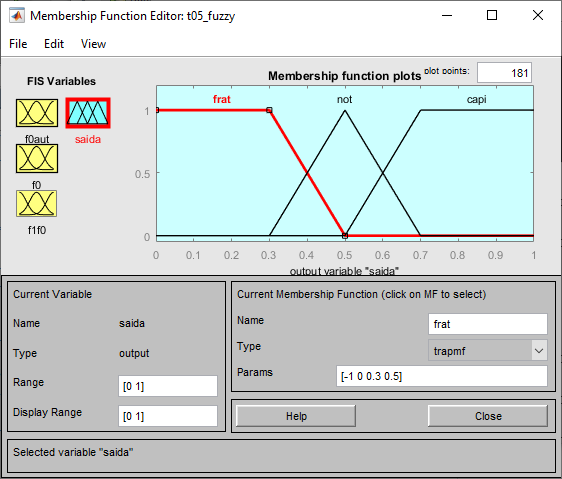 Membership Function Editor: t05_fuzzy
File Edit View
FIS Variables
f0aut
saida
f0
f1f0
Membership function plots
plot points:
181
frat
not
capi
1
0.5
0
0 0.1 0.2 0.3 0.4 0.5 0.6 0.7 0.8 0.9 1
output variable "saida"
Current Variable
Name saida
Type output
Range [0 1]
Display Range [0 1]
Current Membership Function (click on MF to select)
Name frat
Type trapmf
Params [-1 0 0.3 0.5]
Help Close
Selected variable "saida"